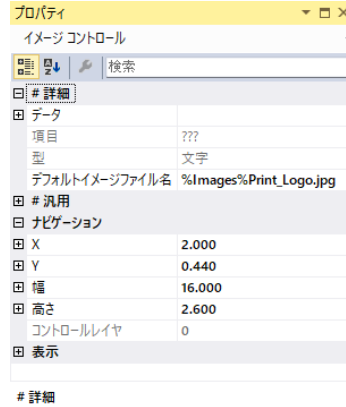 プロパティ
イメージ コントロール
検索
# 詳細
データ
項目 ???
型 文字
デフォルトイメージファイル名 %Images%Print_Logo.jpg
# 汎用
ナビゲーション
X 2.000
Y 0.440
幅 16.000
高さ 2.600
コントロールレイヤ 0
表示
# 詳細